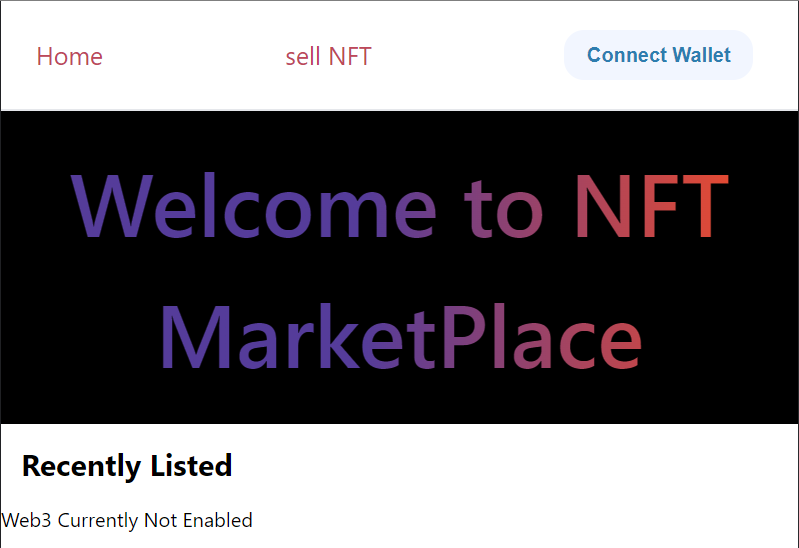 Home sell NFT Connect Wallet
Welcome to NFT
MarketPlace
Recently Listed
Web3 Currently Not Enabled